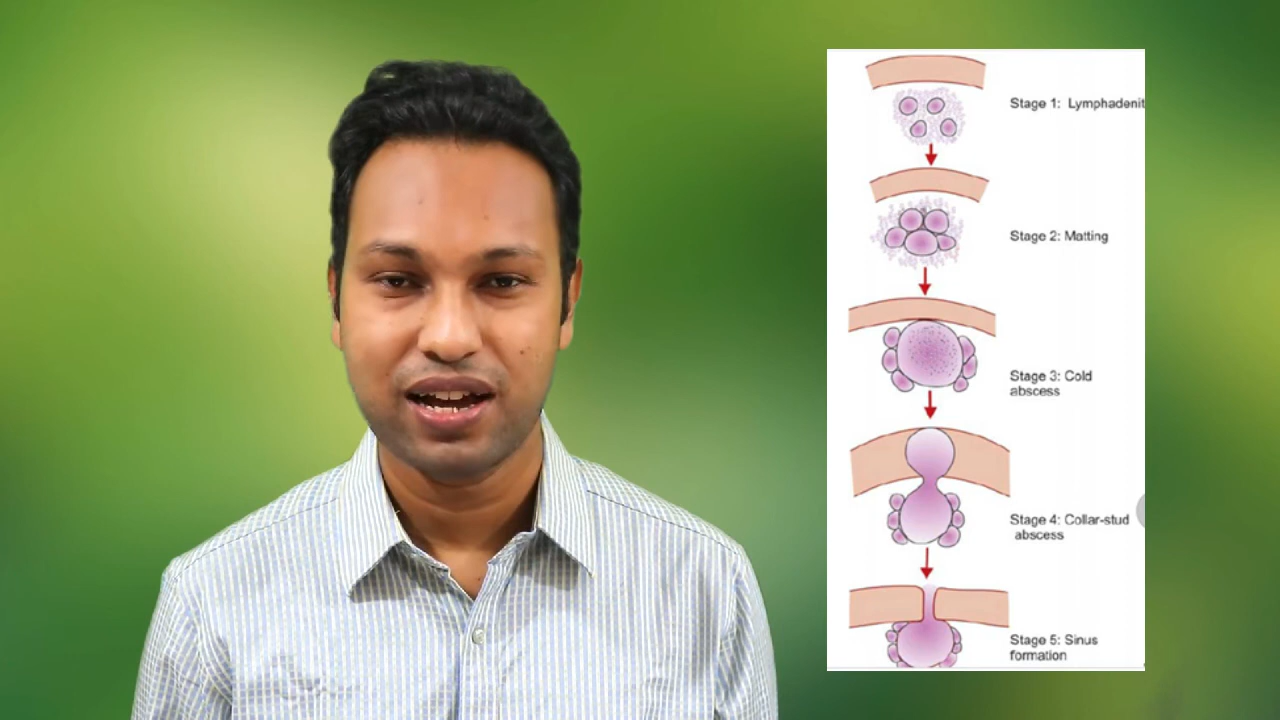 Stage 1: Lymphadenit
Stage 2: Matting
Stage 3: Cold
abscess
Stage 4: Collar-stud
abscess
Stage 5: Sinus
formation